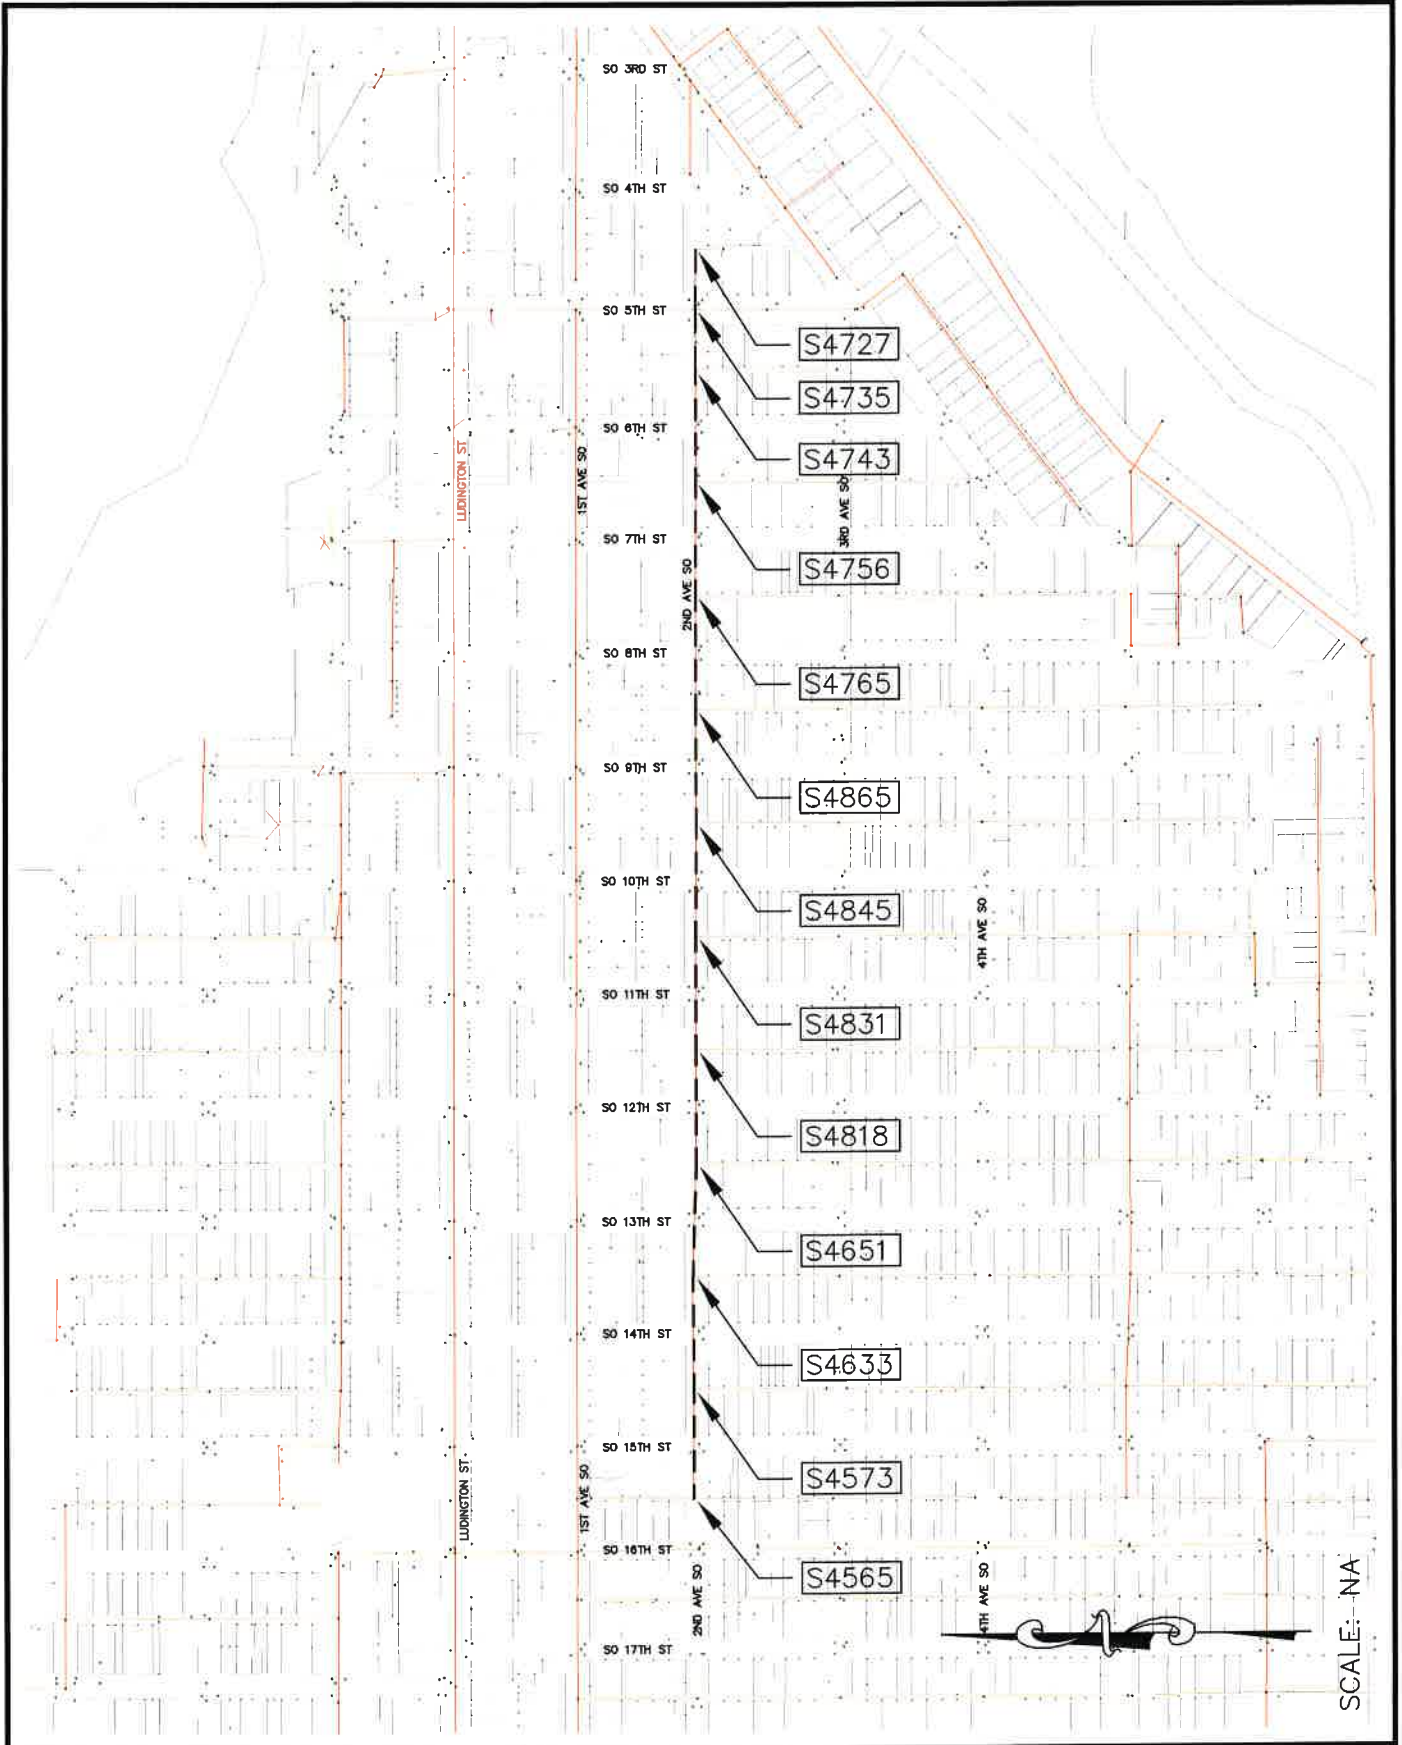 SO 3RD ST
SO 4TH ST
SO 5TH ST
S4727
S4735
SO 6TH ST
S4743
LUDINGTON ST
1ST AVE SO
3RD AVE SO
SO 7TH ST
S4756
2ND AVE SO
SO 8TH ST
S4765
SO 9TH ST
S4865
SO 10TH ST
S4845
4TH AVE SO
SO 11TH ST
S4831
SO 12TH ST
S4818
SO 13TH ST
S4651
SO 14TH ST
S4633
SO 15TH ST
S4573
LUDINGTON ST
1ST AVE SO
SO 16TH ST
S4565
2ND AVE SO
4TH AVE SO
SO 17TH ST
SCALE: NA